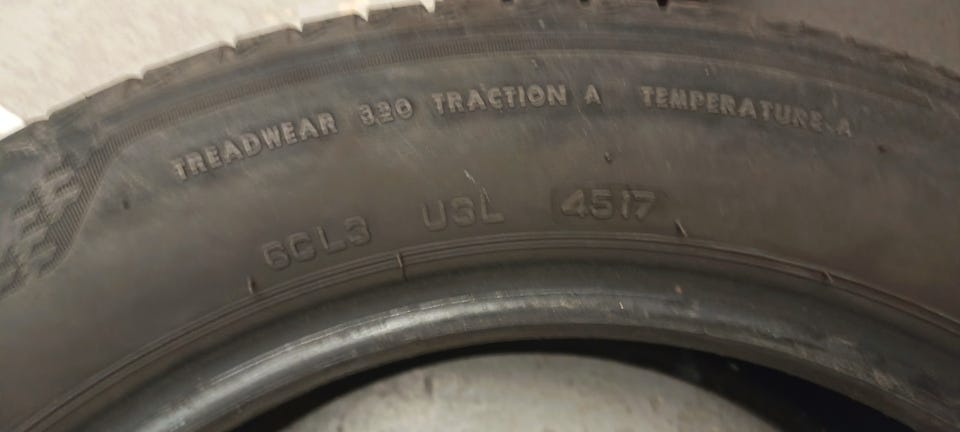 TREADWEAR 320 TRACTION A TEMPERATURE A
6CL3 U3L 4517